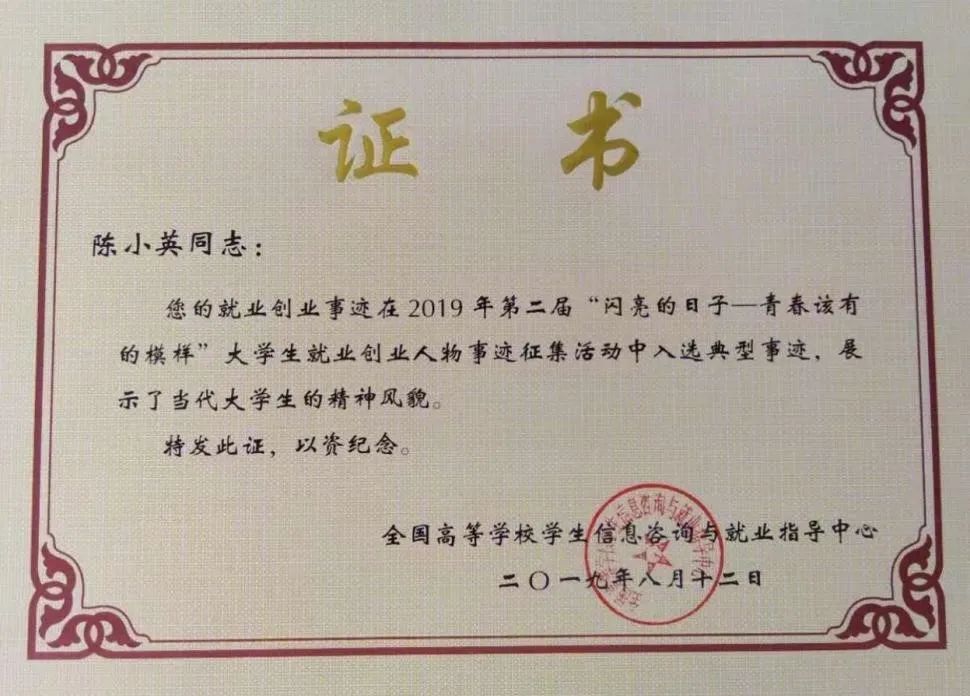 证 书
陈小英同志：
您的就业创业事迹在2019年第二届“闪亮的日子—青春该有
的模样”大学生就业创业人物事迹征集活动中入选典型事迹，展
示了当代大学生的精神风貌。
特发此证，以资纪念。
全国高等学校学生信息咨询与就业指导中心
二〇一九年八月十二日